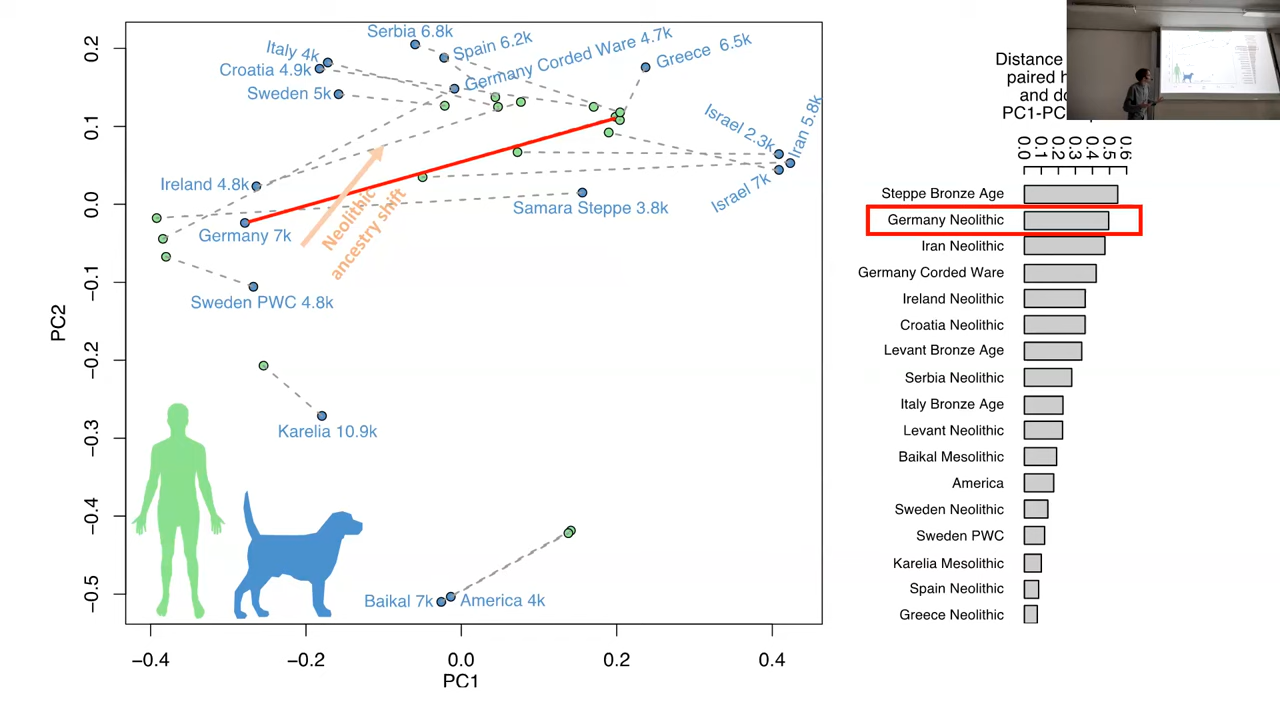 Serbia 6.8k
Spain 6.2k
Italy 4k
Germany Corded Ware 4.7k
Greece 6.5k
Croatia 4.9k
Sweden 5k
Israel 2.3k
Iran 5.8k
Ireland 4.8k
Israel 7k
Samara Steppe 3.8k
Germany 7k
Neolithic
ancestry shift
Sweden PWC 4.8k
Karelia 10.9k
Baikal 7k
America 4k
PC2
0.2
0.1
0.0
−0.1
−0.2
−0.3
−0.4
−0.5
−0.4
−0.2
0.0
0.2
0.4
PC1
Distance
paired
and
PC1-PC
0.0 0.1 0.2 0.3 0.4 0.5 0.6
Steppe Bronze Age
Germany Neolithic
Iran Neolithic
Germany Corded Ware
Ireland Neolithic
Croatia Neolithic
Levant Bronze Age
Serbia Neolithic
Italy Bronze Age
Levant Neolithic
Baikal Mesolithic
America
Sweden Neolithic
Sweden PWC
Karelia Mesolithic
Spain Neolithic
Greece Neolithic